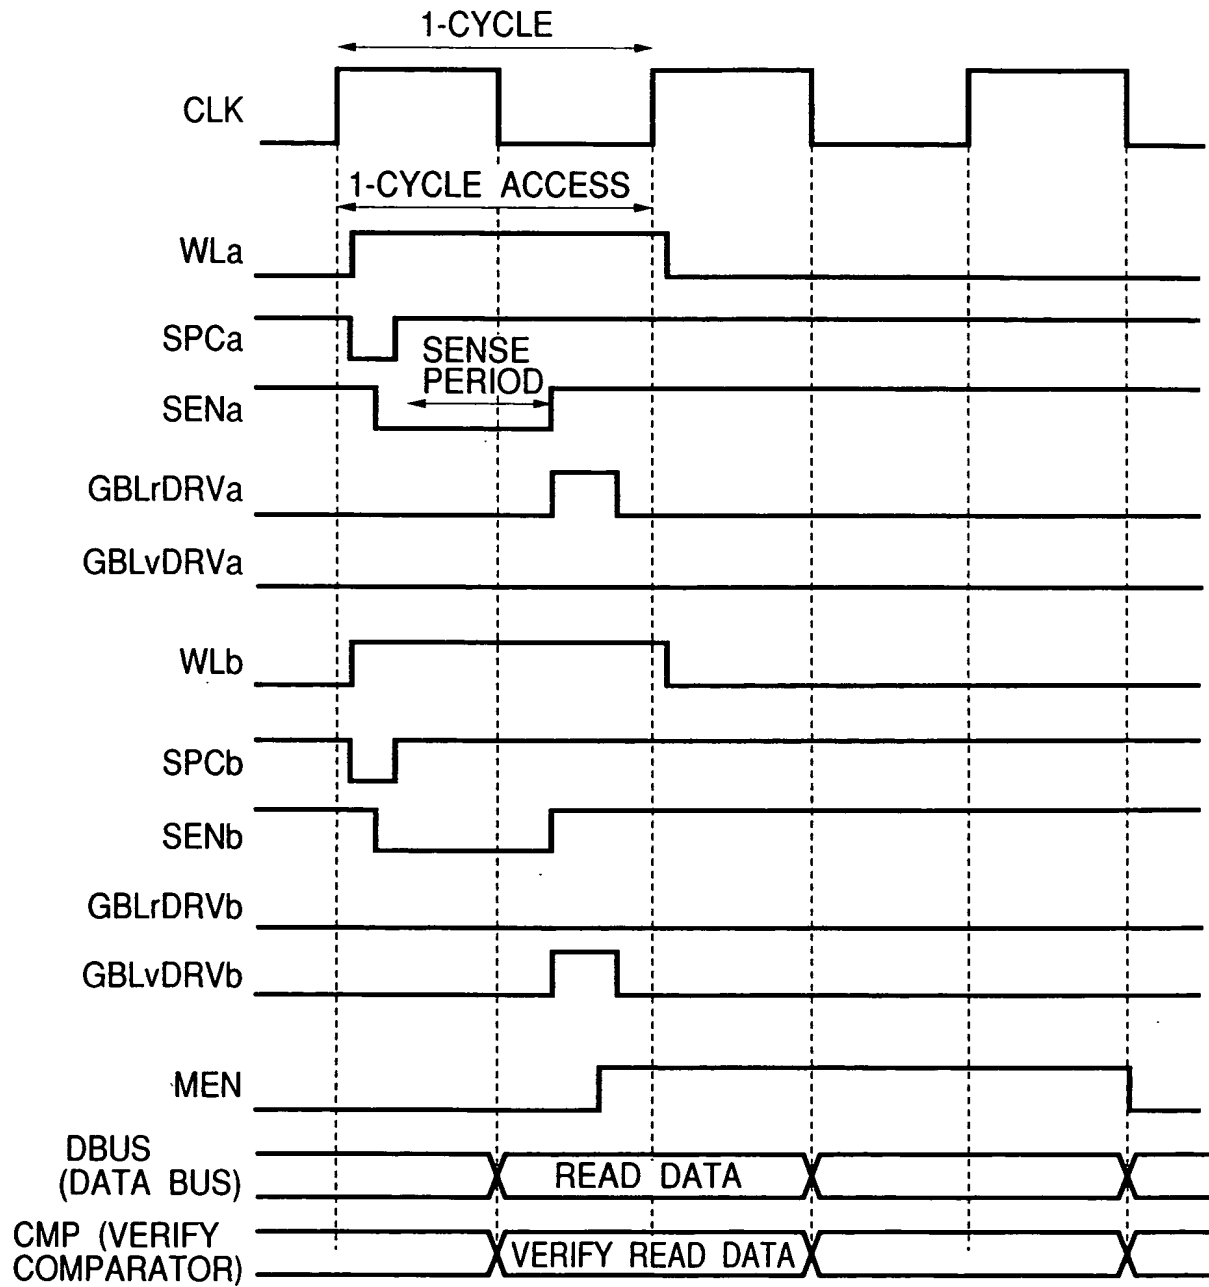 1-CYCLE
CLK
1-CYCLE ACCESS
WLa
SPCa
SENSE
PERIOD
SENa
GBLrDRVa
GBLvDRVa
WLb
SPCb
SENb
GBLrDRVb
GBLvDRVb
MEN
DBUS
(DATA BUS)
READ DATA
CMP (VERIFY
COMPARATOR)
VERIFY READ DATA